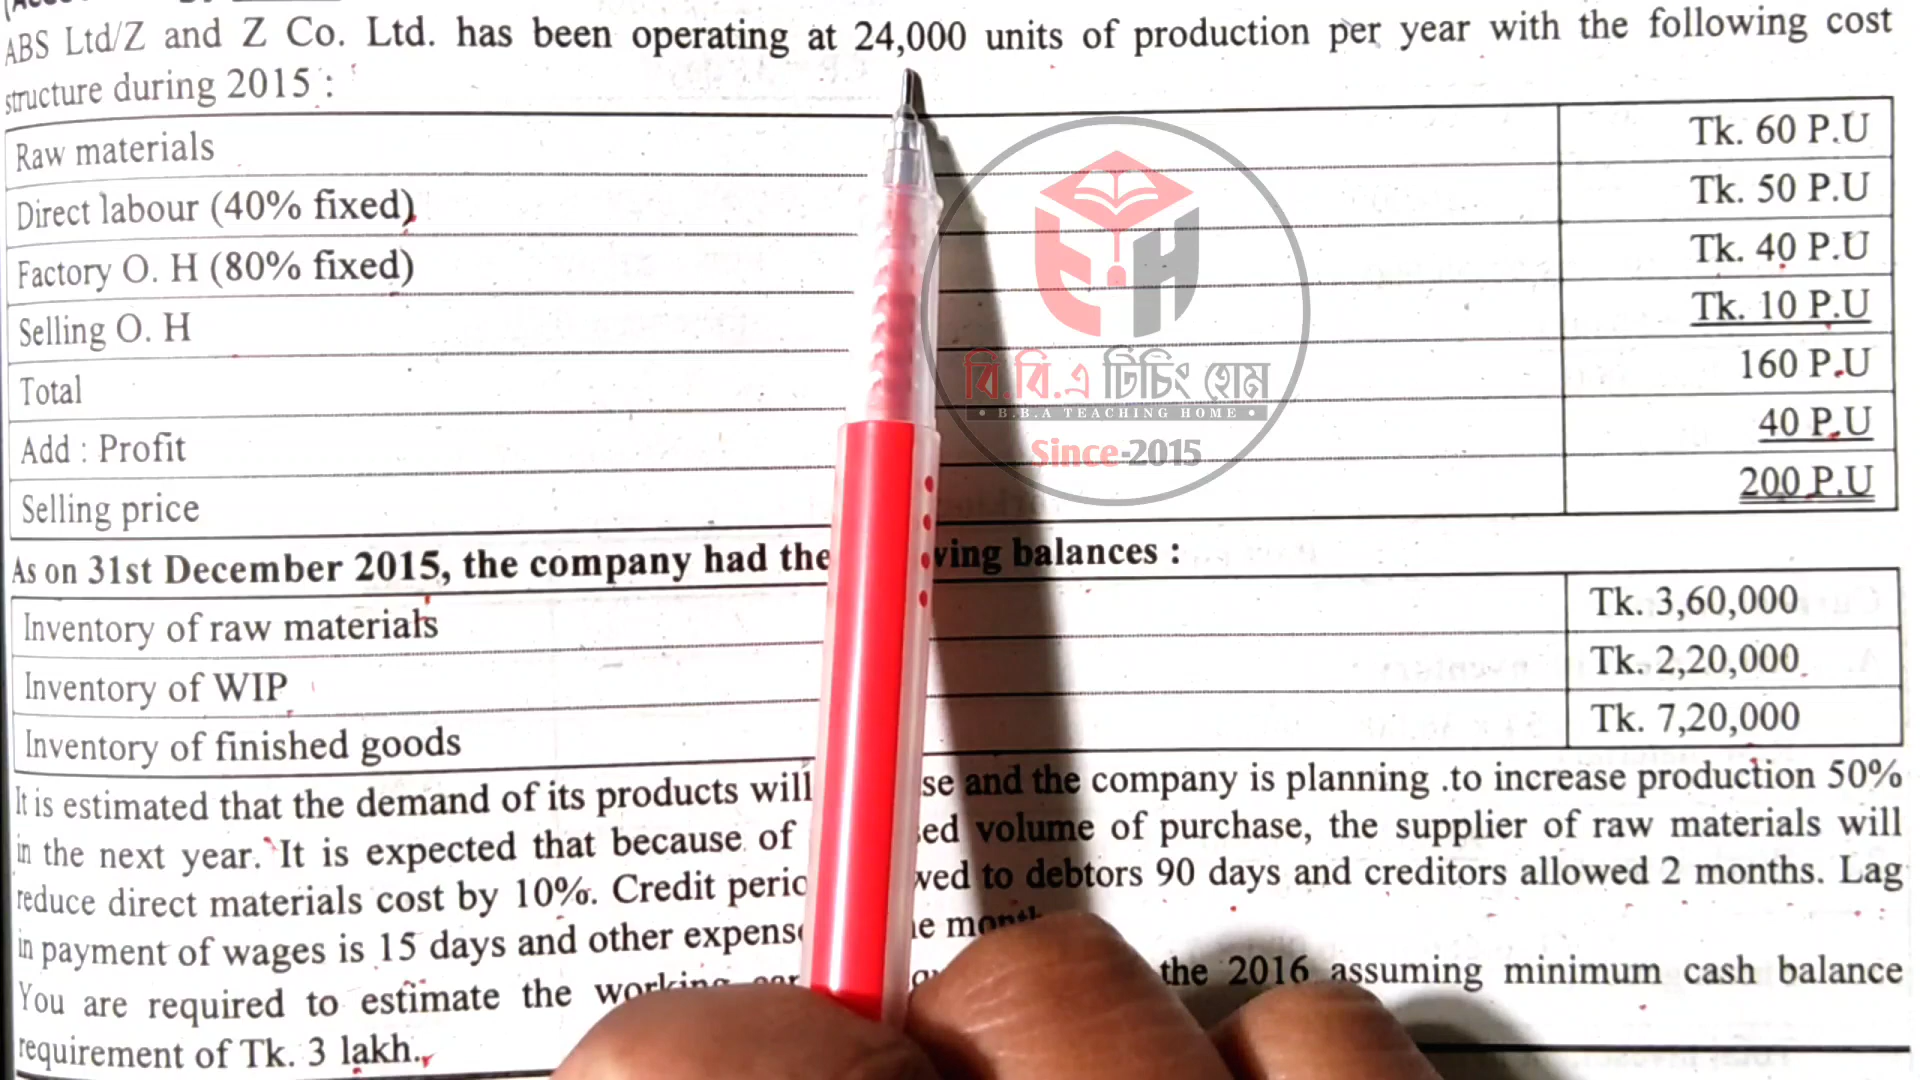 ABS Ltd/Z and Z Co. Ltd. has been operating at 24,000 units of production per year with the following cost
structure during 2015 :
Raw materials Tk. 60 P.U
Direct labour (40% fixed) Tk. 50 P.U
Factory O. H (80% fixed) Tk. 40 P.U
Selling O. H Tk. 10 P.U
Total 160 P.U
Add : Profit 40 P.U
Selling price 200 P.U
বি.বি.এ টিচিং হোম
• B.B.A TEACHING HOME •
Since-2015
As on 31st December 2015, the company had the wing balances :
Inventory of raw materials Tk. 3,60,000
Inventory of WIP Tk. 2,20,000
Inventory of finished goods Tk. 7,20,000
It is estimated that the demand of its products will se and the company is planning .to increase production 50%
in the next year. It is expected that because of ed volume of purchase, the supplier of raw materials will
reduce direct materials cost by 10%. Credit perio wed to debtors 90 days and creditors allowed 2 months. Lag
in payment of wages is 15 days and other expense e month
You are required to estimate the working the 2016 assuming minimum cash balance
requirement of Tk. 3 lakh.